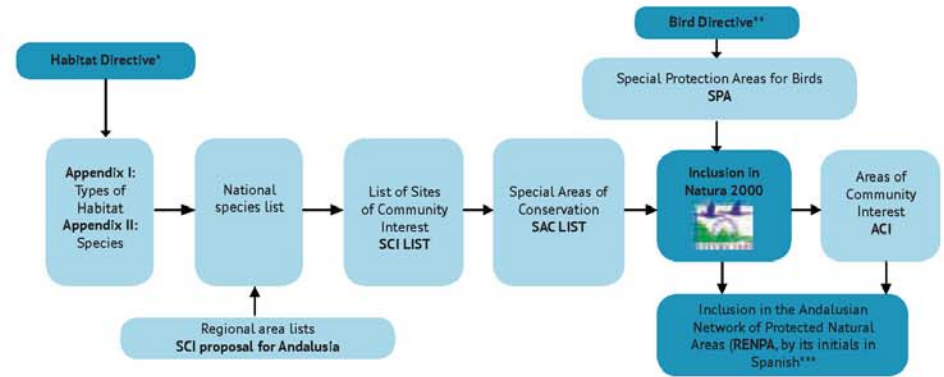 Bird Directive**
Habitat Directive*
Special Protection Areas for Birds
SPA
Appendix I:
Types of
Habitat
Appendix II:
Species
National
species list
List of Sites
of Community
Interest
SCI LIST
Special Areas of
Conservation
SAC LIST
Inclusion in
Natura 2000
Areas of
Community
Interest
ACI
Regional area lists
SCI proposal for Andalusia
Inclusion in the Andalusian
Network of Protected Natural
Areas (RENPA, by its initials in
Spanish***